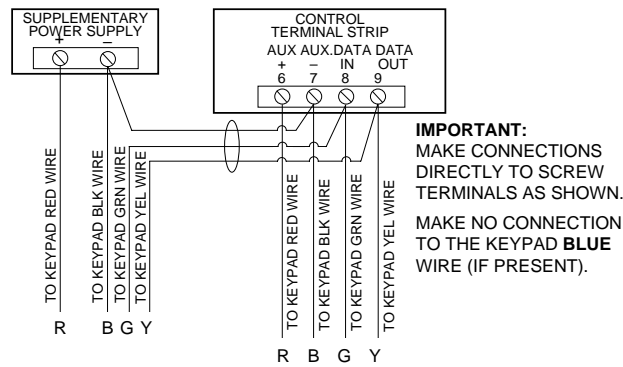 SUPPLEMENTARY
POWER SUPPLY
+ –
CONTROL
TERMINAL STRIP
AUX AUX.DATA DATA
+ – IN OUT
6 7 8 9
IMPORTANT:
MAKE CONNECTIONS
DIRECTLY TO SCREW
TERMINALS AS SHOWN.
MAKE NO CONNECTION
TO THE KEYPAD BLUE
WIRE (IF PRESENT).
TO KEYPAD RED WIRE
TO KEYPAD BLK WIRE
TO KEYPAD GRN WIRE
TO KEYPAD YEL WIRE
TO KEYPAD RED WIRE
TO KEYPAD BLK WIRE
TO KEYPAD GRN WIRE
TO KEYPAD YEL WIRE
R B G Y
R B G Y